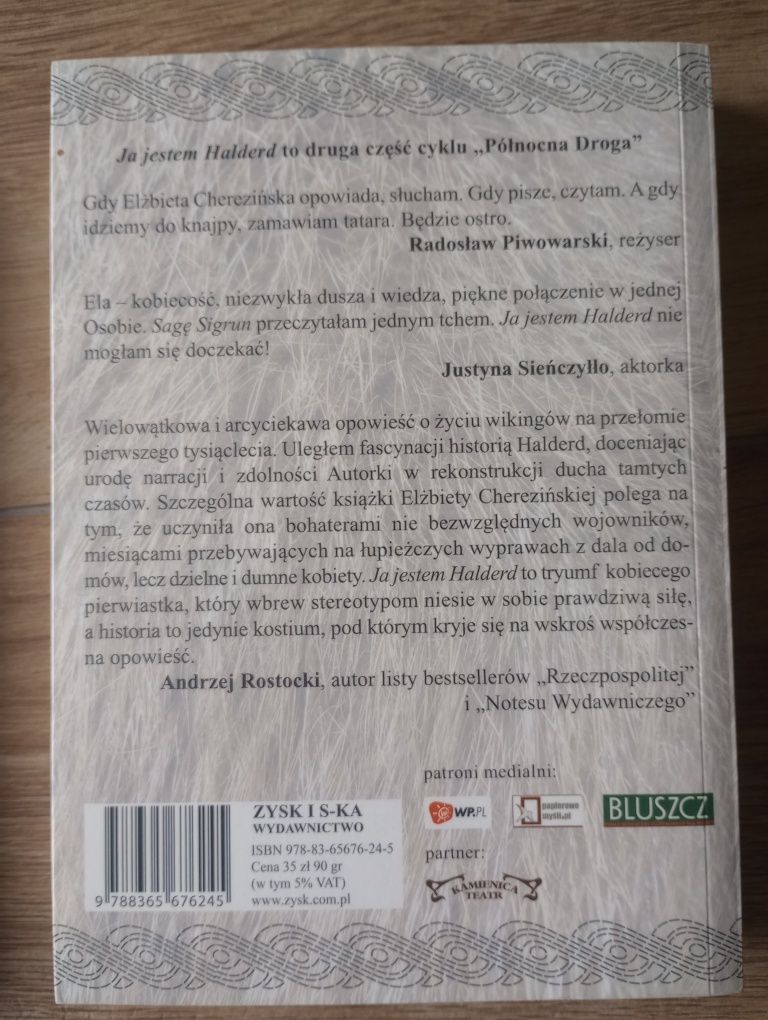 Ja jestem Halderd to druga część cyklu „Północna Droga”
Gdy Elżbieta Cherezińska opowiada, słucham. Gdy pisze, czytam. A gdy
idziemy do knajpy, zamawiam tatara. Będzie ostro.
Radosław Piwowarski, reżyser
Ela – kobiecość, niezwykła dusza i wiedza, piękne połączenie w jednej
Osobie. Sagę Sigrun przeczytałam jednym tchem. Ja jestem Halderd nie
mogłam się doczekać!
Justyna Sieńczyłło, aktorka
Wielowątkowa i arcyciekawa opowieść o życiu wikingów na przełomie
pierwszego tysiąclecia. Uległem fascynacji historią Halderd, doceniając
urodę narracji i zdolności Autorki w rekonstrukcji ducha tamtych
czasów. Szczególna wartość książki Elżbiety Cherezińskiej polega na
tym, że uczyniła ona bohaterami nie bezwzględnych wojowników,
miesiącami przebywających na łupieżczych wyprawach z dala od do-
mów, lecz dzielne i dumne kobiety. Ja jestem Halderd to tryumf kobiecego
pierwiastka, który wbrew stereotypom niesie w sobie prawdziwą siłę,
a historia to jedynie kostium, pod którym kryje się na wskroś współczes-
na opowieść.
Andrzej Rostocki, autor listy bestsellerów „Rzeczpospolitej”
i „Notesu Wydawniczego”
patroni medialni:
WP.PL
papierowe
myśli.pl
BLUSZCZ
partner:
KAMIENICA
TEATR
ZYSK I S-KA
WYDAWNICTWO
ISBN 978-83-65676-24-5
Cena 35 zł 90 gr
(w tym 5% VAT)
www.zysk.com.pl
9 788365 676245